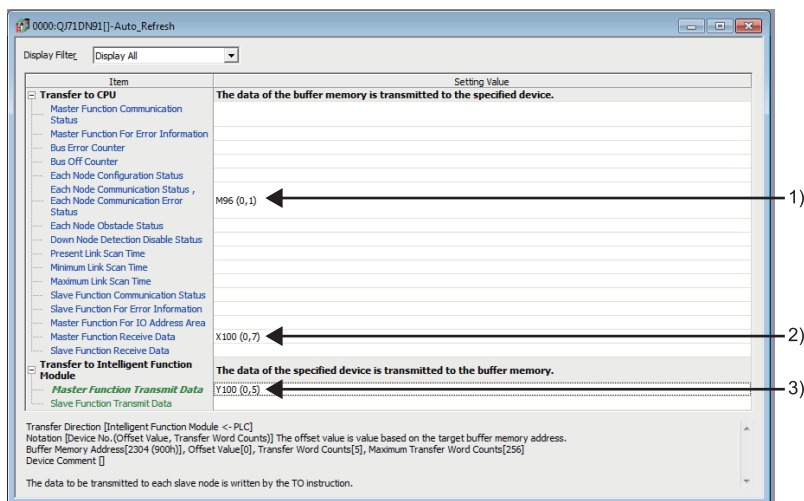 0000:QJ71DN91[]-Auto_Refresh
Display Filter Display All
Item Setting Value
Transfer to CPU The data of the buffer memory is transmitted to the specified device.
Master Function Communication
Status
Master Function For Error Information
Bus Error Counter
Bus Off Counter
Each Node Configuration Status
Each Node Communication Status ,
Each Node Communication Error M96 (0,1) 1)
Status
Each Node Obstacle Status
Down Node Detection Disable Status
Present Link Scan Time
Minimum Link Scan Time
Maximum Link Scan Time
Slave Function Communication Status
Slave Function For Error Information
Master Function For IO Address Area
Master Function Receive Data X100 (0,7) 2)
Slave Function Receive Data
Transfer to Intelligent Function
Module The data of the specified device is transmitted to the buffer memory.
Master Function Transmit Data Y100 (0,5) 3)
Slave Function Transmit Data
Transfer Direction [Intelligent Function Module <- PLC]
Notation [Device No.(Offset Value, Transfer Word Counts)] The offset value is value based on the target buffer memory address.
Buffer Memory Address[2304 (900h)], Offset Value[0], Transfer Word Counts[5], Maximum Transfer Word Counts[256]
Device Comment []
The data to be transmitted to each slave node is written by the TO instruction.